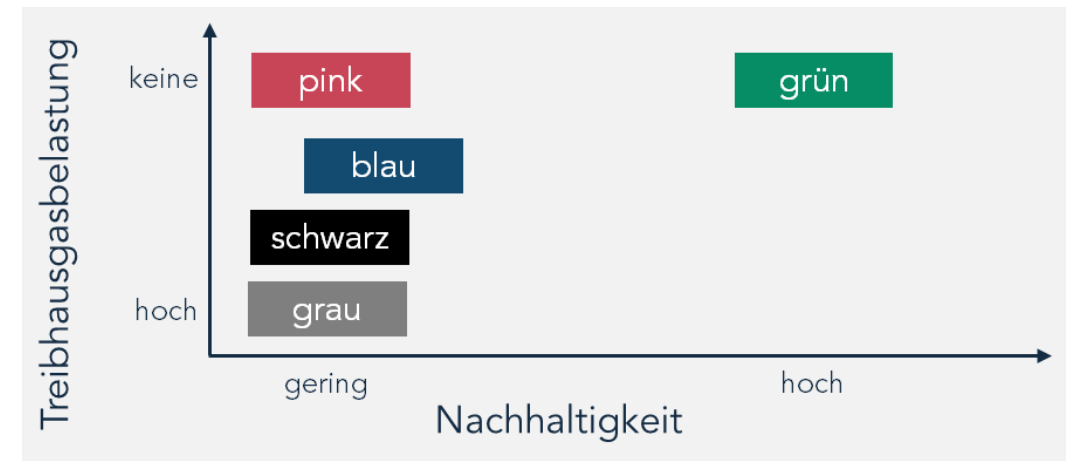 Treibhausgasbelastung
keine
pink
grün
blau
schwarz
hoch
grau
gering
hoch
Nachhaltigkeit